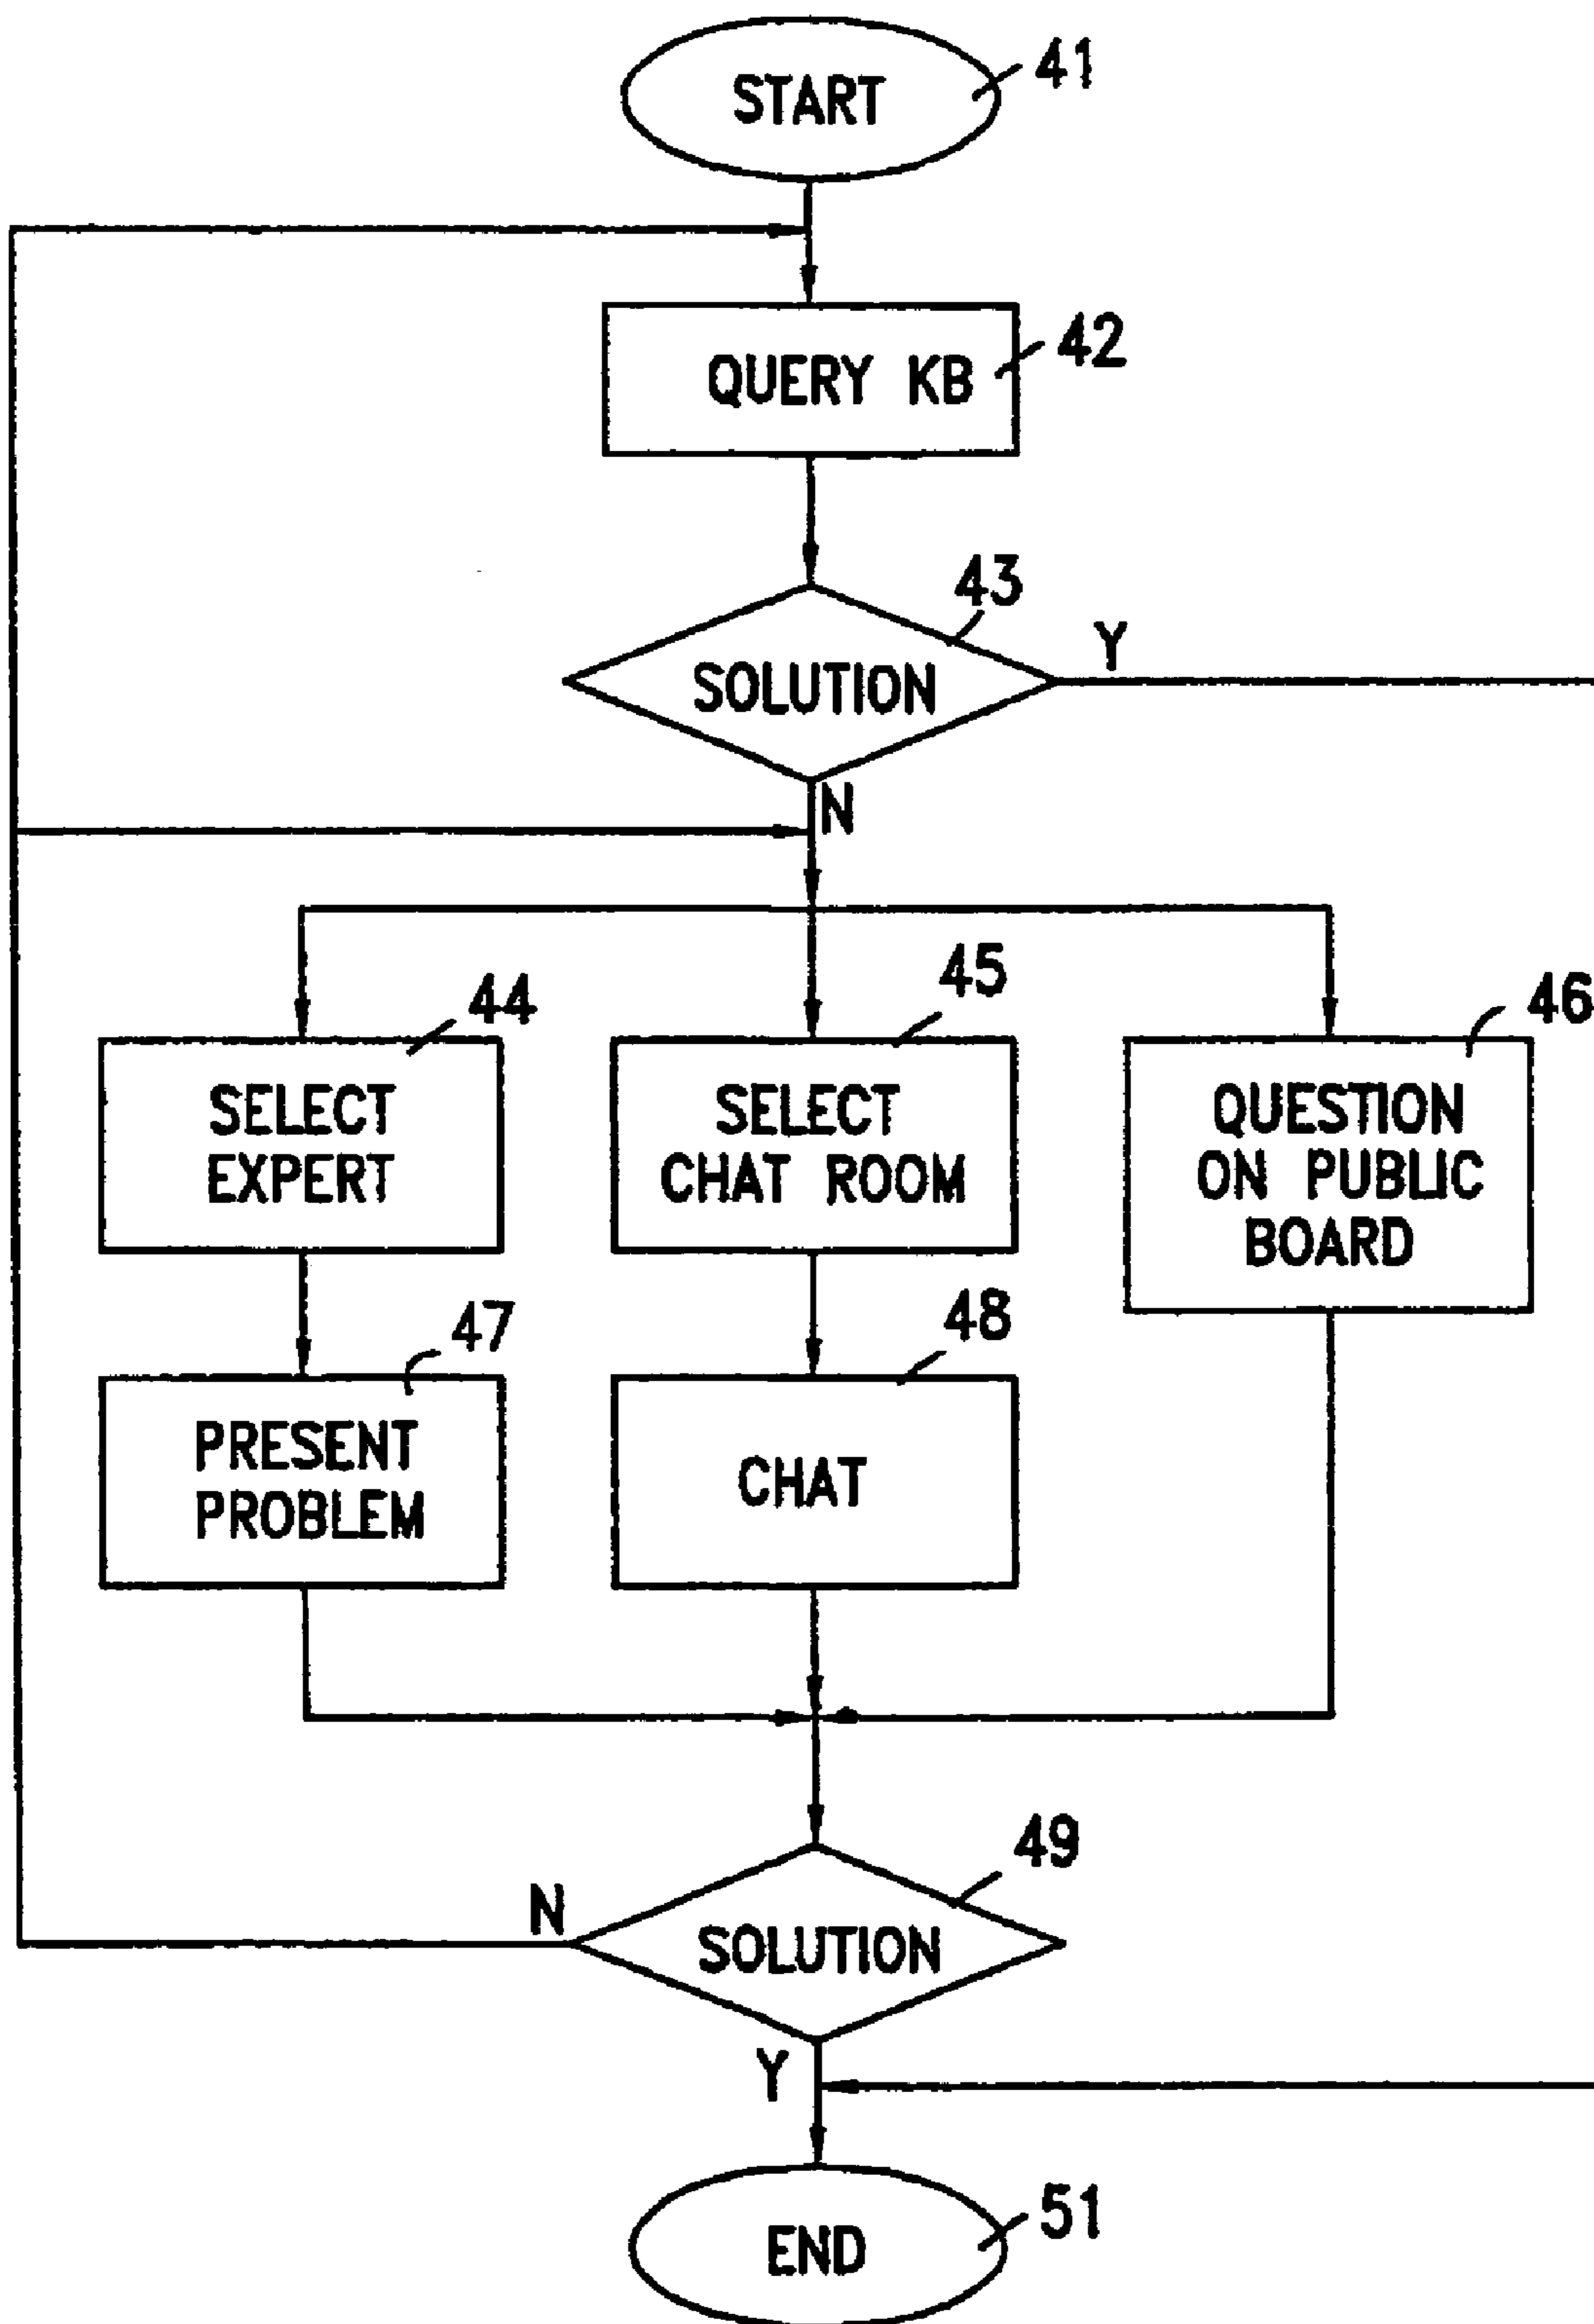 START
41
QUERY KB
42
43
SOLUTION
Y
N
44
45
46
SELECT
EXPERT
SELECT
CHAT ROOM
QUESTION
ON PUBLIC
BOARD
47
48
PRESENT
PROBLEM
CHAT
49
N
SOLUTION
Y
END
51